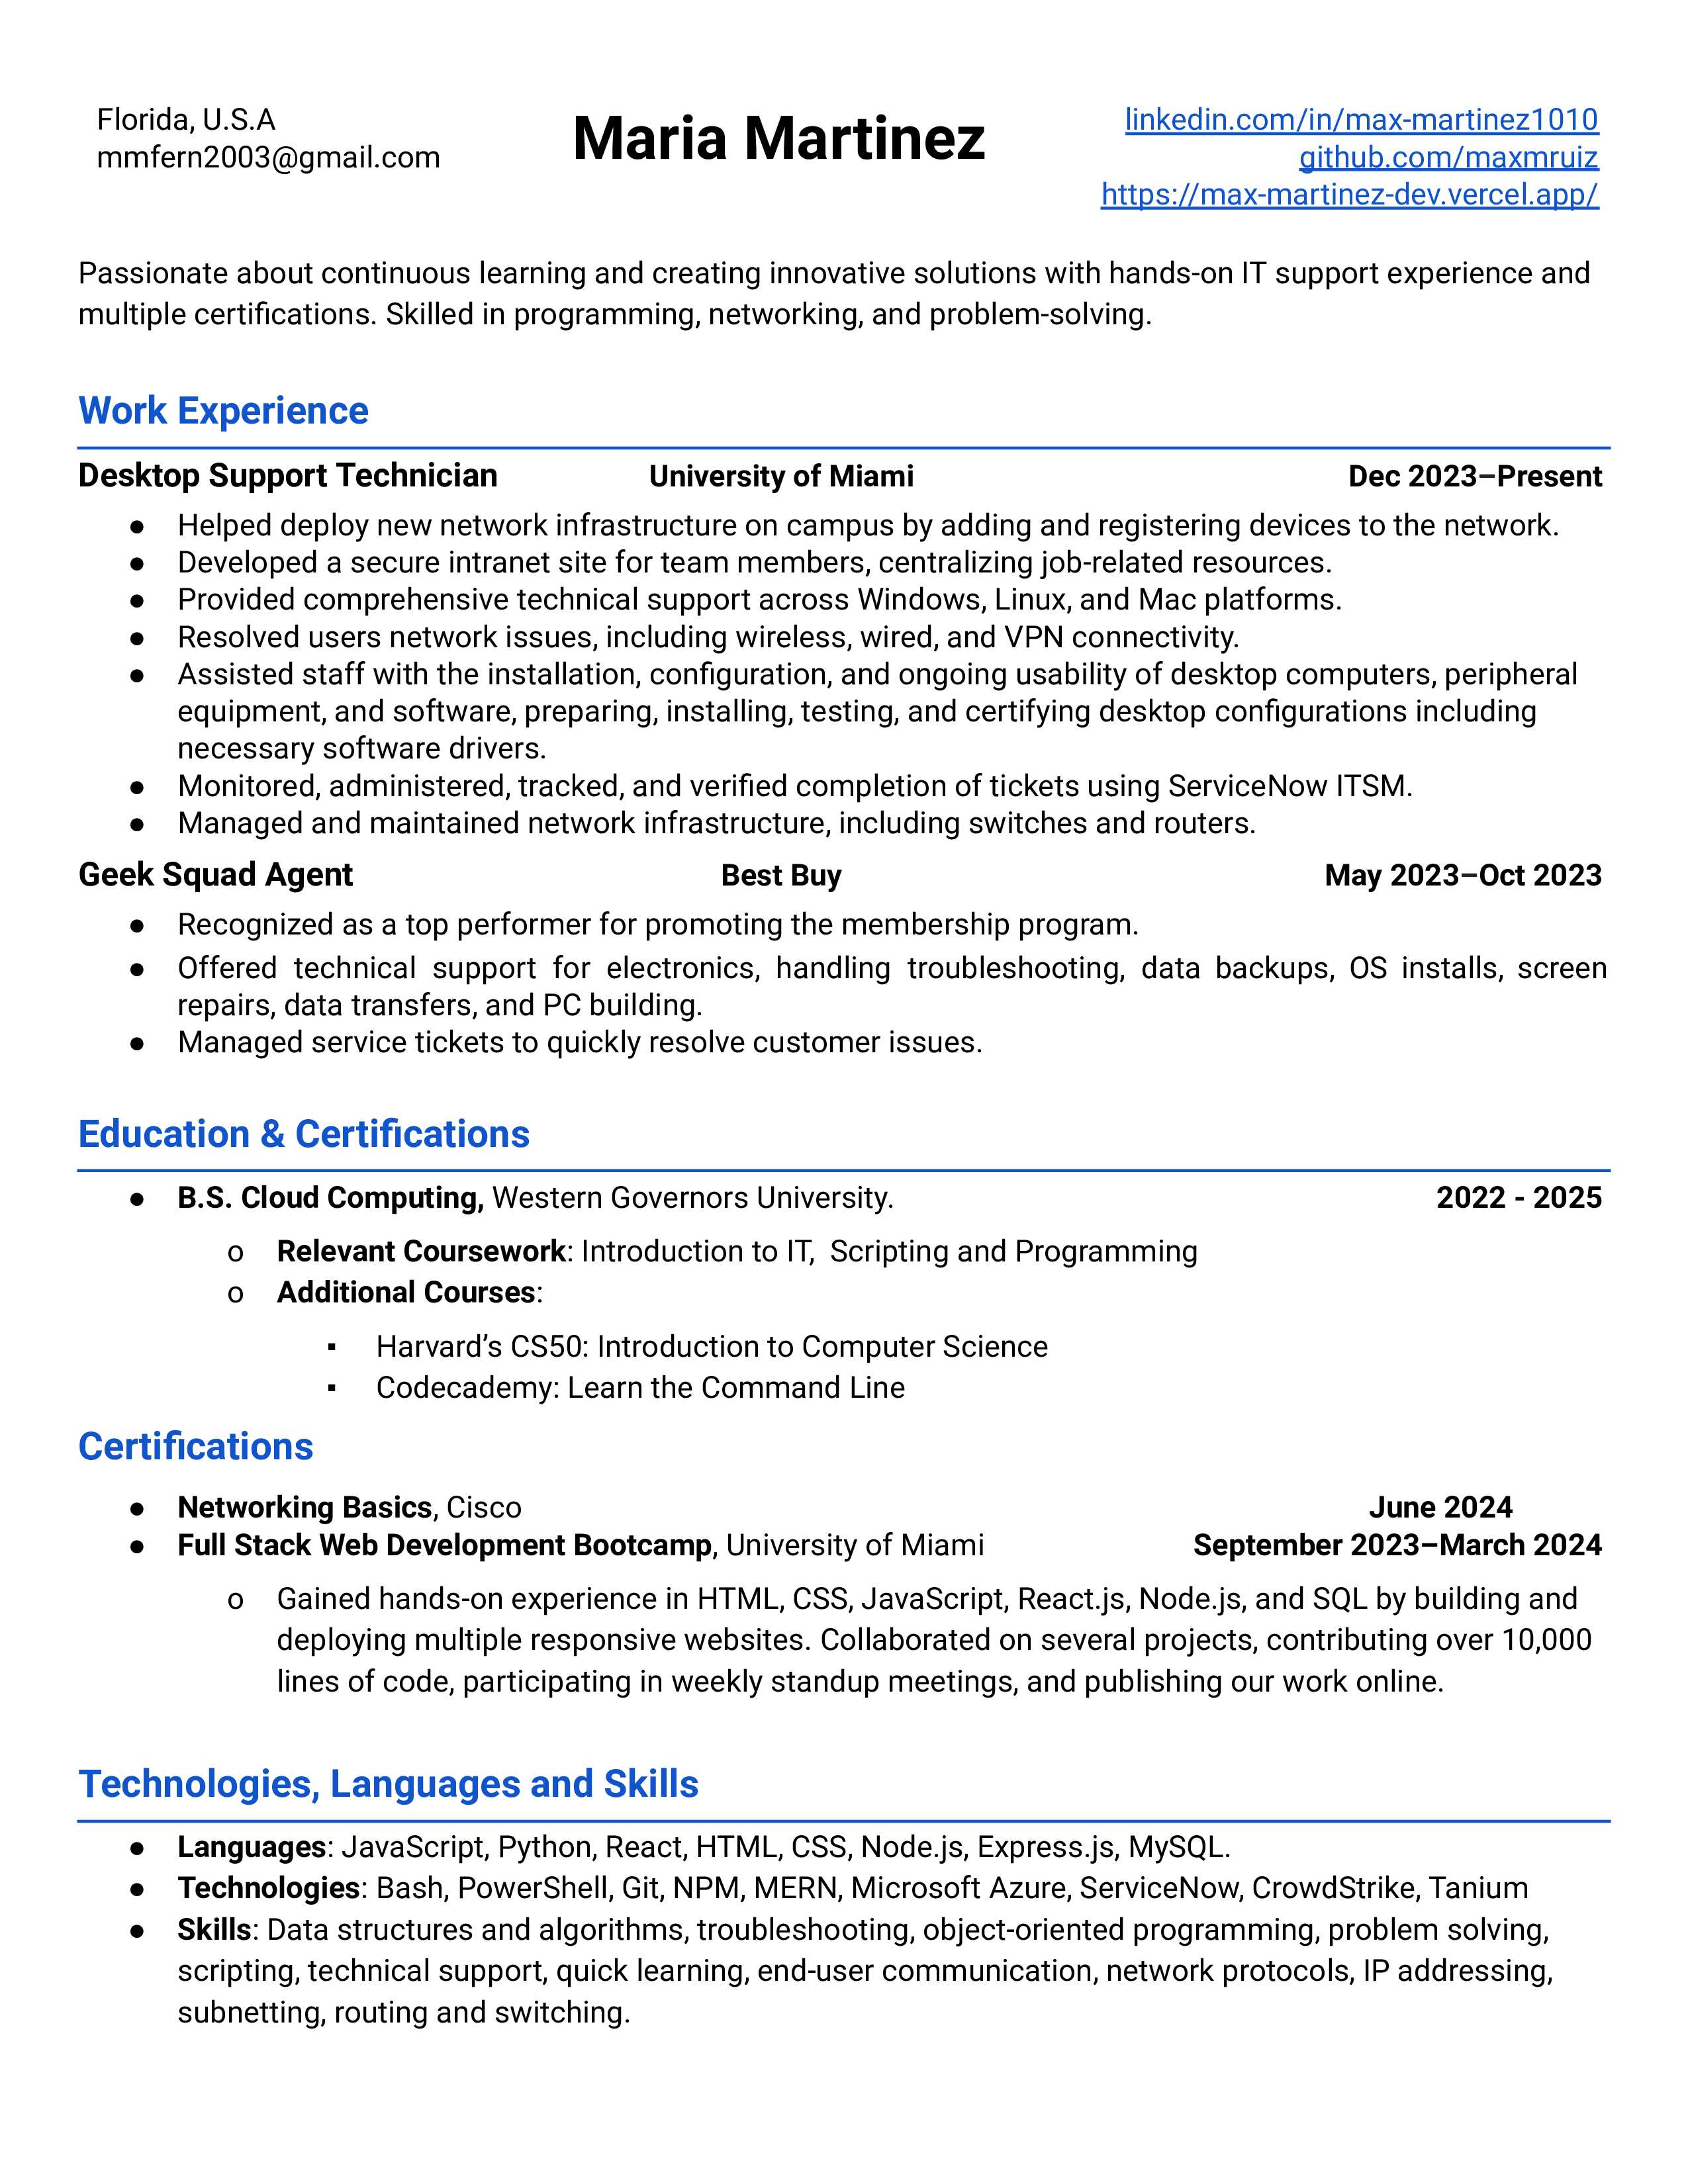 Florida, U.S.A
mmfern2003@gmail.com
Maria Martinez
linkedin.com/in/max-martinez1010
github.com/maxmruiz
https://max-martinez-dev.vercel.app/
Passionate about continuous learning and creating innovative solutions with hands-on IT support experience and
multiple certifications. Skilled in programming, networking, and problem-solving.
Work Experience
Desktop Support Technician University of Miami Dec 2023–Present
● Helped deploy new network infrastructure on campus by adding and registering devices to the network.
● Developed a secure intranet site for team members, centralizing job-related resources.
● Provided comprehensive technical support across Windows, Linux, and Mac platforms.
● Resolved users network issues, including wireless, wired, and VPN connectivity.
● Assisted staff with the installation, configuration, and ongoing usability of desktop computers, peripheral
equipment, and software, preparing, installing, testing, and certifying desktop configurations including
necessary software drivers.
● Monitored, administered, tracked, and verified completion of tickets using ServiceNow ITSM.
● Managed and maintained network infrastructure, including switches and routers.
Geek Squad Agent Best Buy May 2023–Oct 2023
● Recognized as a top performer for promoting the membership program.
● Offered technical support for electronics, handling troubleshooting, data backups, OS installs, screen
repairs, data transfers, and PC building.
● Managed service tickets to quickly resolve customer issues.
Education & Certifications
● B.S. Cloud Computing, Western Governors University. 2022 - 2025
o Relevant Coursework: Introduction to IT, Scripting and Programming
o Additional Courses:
▪ Harvard’s CS50: Introduction to Computer Science
▪ Codecademy: Learn the Command Line
Certifications
● Networking Basics, Cisco June 2024
● Full Stack Web Development Bootcamp, University of Miami September 2023–March 2024
o Gained hands-on experience in HTML, CSS, JavaScript, React.js, Node.js, and SQL by building and
deploying multiple responsive websites. Collaborated on several projects, contributing over 10,000
lines of code, participating in weekly standup meetings, and publishing our work online.
Technologies, Languages and Skills
● Languages: JavaScript, Python, React, HTML, CSS, Node.js, Express.js, MySQL.
● Technologies: Bash, PowerShell, Git, NPM, MERN, Microsoft Azure, ServiceNow, CrowdStrike, Tanium
● Skills: Data structures and algorithms, troubleshooting, object-oriented programming, problem solving,
scripting, technical support, quick learning, end-user communication, network protocols, IP addressing,
subnetting, routing and switching.